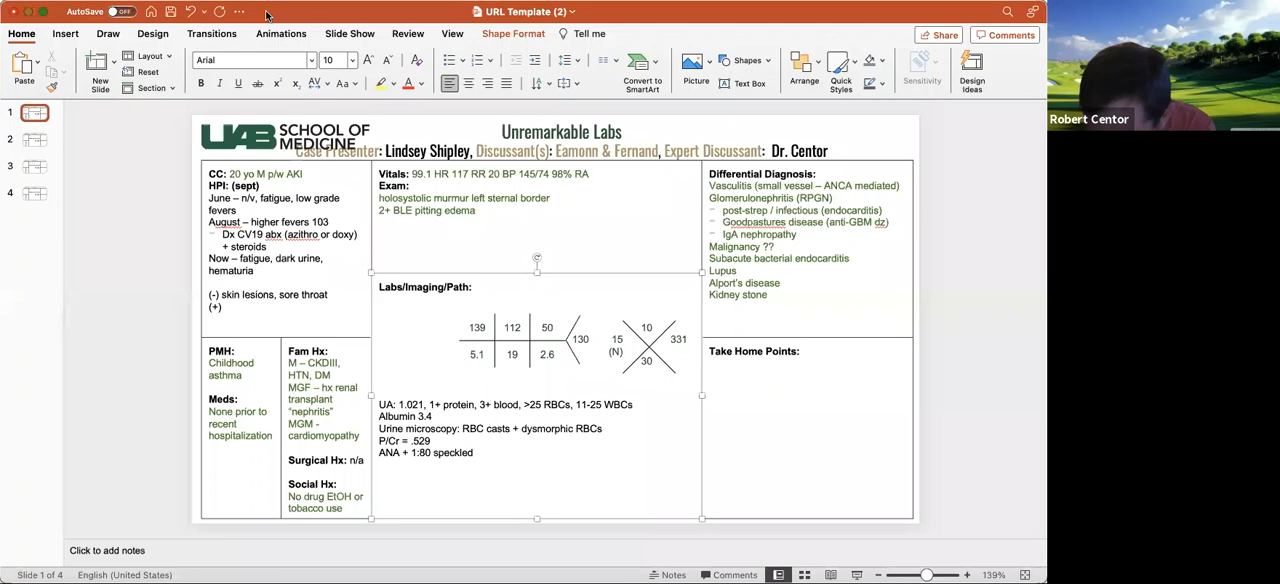 AutoSave OFF
URL Template (2)
Home Insert Draw Design Transitions Animations Slide Show Review View Shape Format Tell me
Share Comments
Paste
New Slide
Layout
Reset
Section
Arial 10
Convert to SmartArt
Picture
Shapes
Text Box
Arrange
Quick Styles
Sensitivity
Design Ideas
Robert Centor
1
2
3
4
UAB SCHOOL OF MEDICINE
Unremarkable Labs
Case Presenter: Lindsey Shipley, Discussant(s): Eamonn & Fernand, Expert Discussant: Dr. Centor
CC: 20 yo M p/w AKI
HPI: (sept)
June – n/v, fatigue, low grade
fevers
August – higher fevers 103
- Dx CV19 abx (azithro or doxy)
+ steroids
Now – fatigue, dark urine,
hematuria
(-) skin lesions, sore throat
(+)
PMH:
Childhood
asthma
Meds:
None prior to
recent
hospitalization
Fam Hx:
M – CKDIII,
HTN, DM
MGF – hx renal
transplant
"nephritis"
MGM -
cardiomyopathy
Surgical Hx: n/a
Social Hx:
No drug EtOH or
tobacco use
Vitals: 99.1 HR 117 RR 20 BP 145/74 98% RA
Exam:
holosystolic murmur left sternal border
2+ BLE pitting edema
Labs/Imaging/Path:
139 112 50
130
5.1 19 2.6
10
15 331
(N)
30
UA: 1.021, 1+ protein, 3+ blood, >25 RBCs, 11-25 WBCs
Albumin 3.4
Urine microscopy: RBC casts + dysmorphic RBCs
P/Cr = .529
ANA + 1:80 speckled
Differential Diagnosis:
Vasculitis (small vessel – ANCA mediated)
Glomerulonephritis (RPGN)
- post-strep / infectious (endocarditis)
- Goodpastures disease (anti-GBM dz)
- IgA nephropathy
Malignancy ??
Subacute bacterial endocarditis
Lupus
Alport's disease
Kidney stone
Take Home Points:
Click to add notes
Slide 1 of 4 English (United States) Notes Comments 139%